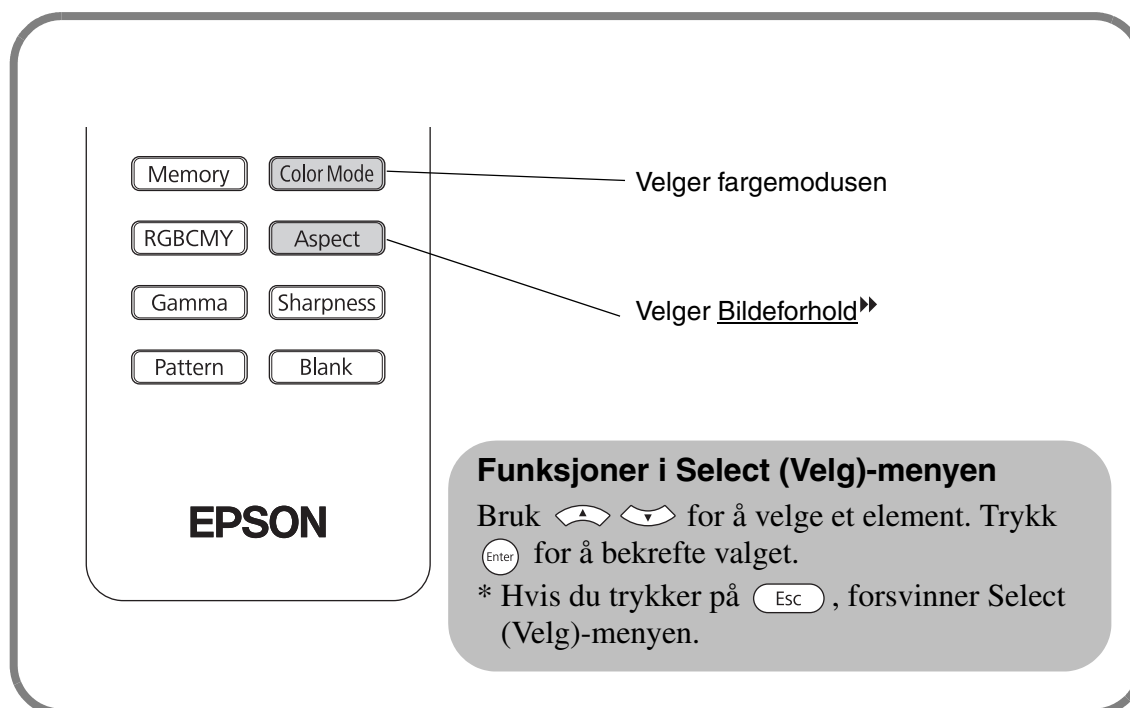 Memory Color Mode Velger fargemodusen
RGBCMY Aspect
Velger Bildeforhold
Gamma Sharpness
Pattern Blank
EPSON
Funksjoner i Select (Velg)-menyen
Bruk for å velge et element. Trykk
Enter for å bekrefte valget.
* Hvis du trykker på Esc , forsvinner Select
(Velg)-menyen.